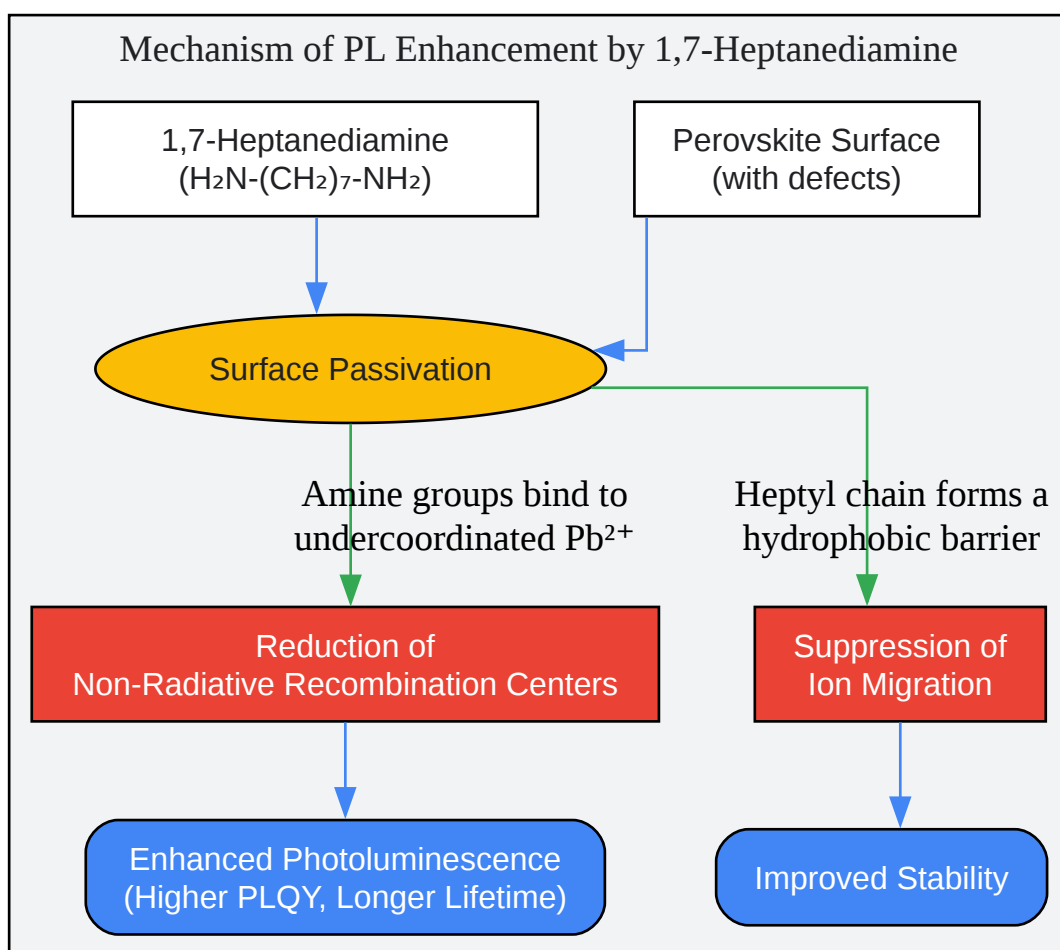 Mechanism of PL Enhancement by 1,7-Heptanediamine
1,7-Heptanediamine
(H₂N-(CH₂)₇-NH₂)
Perovskite Surface
(with defects)
Surface Passivation
Amine groups bind to
undercoordinated Pb²⁺
Heptyl chain forms a
hydrophobic barrier
Reduction of
Non-Radiative Recombination Centers
Suppression of
Ion Migration
Enhanced Photoluminescence
(Higher PLQY, Longer Lifetime)
Improved Stability